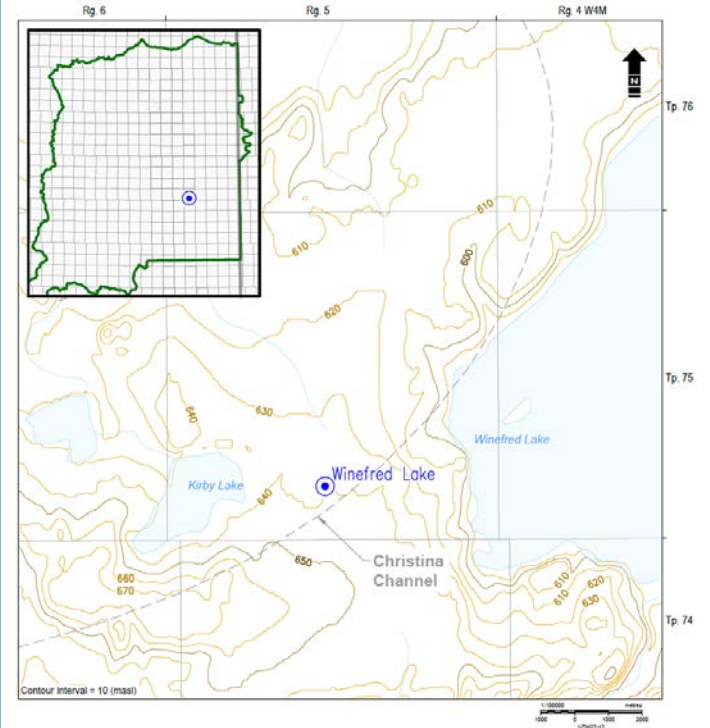 Rg. 6
Rg. 5
Rg. 4 W4M
N
Tp. 76
610
610
600
620
Tp. 75
640
630
Winefred Lake
Winefred Lake
Kirby Lake
640
650
Christina
Channel
660
670
610
620
610
630
Tp. 74
Contour Interval = 10 (masl)
1:100000
metres
1000
0
1000
2000